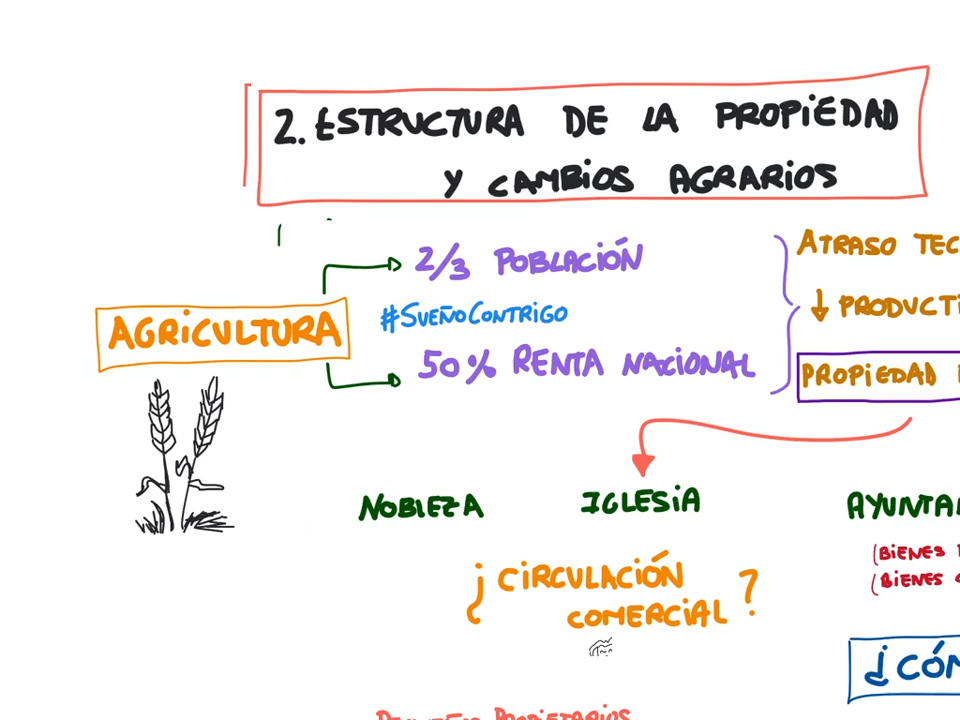 2. ESTRUCTURA DE LA PROPIEDAD
Y CAMBIOS AGRARIOS
AGRICULTURA
2/3 POBLACIÓN
#SUEÑOCONTRIGO
50% RENTA NACIONAL
ATRASO TEC
↓ PRODUCTI
PROPIEDAD
NOBLEZA
IGLESIA
AYUNTA
(BIENES
(BIENES
¿CIRCULACIÓN
COMERCIAL?
¿CÓM
PROPIETARIOS